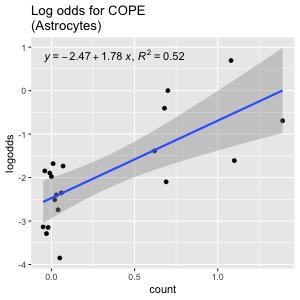 Log odds for COPE
(Astrocytes)
y = −2.47 + 1.78 x, R² = 0.52
1
0
-1
-2
-3
-4
logodds
0.0 0.5 1.0
count